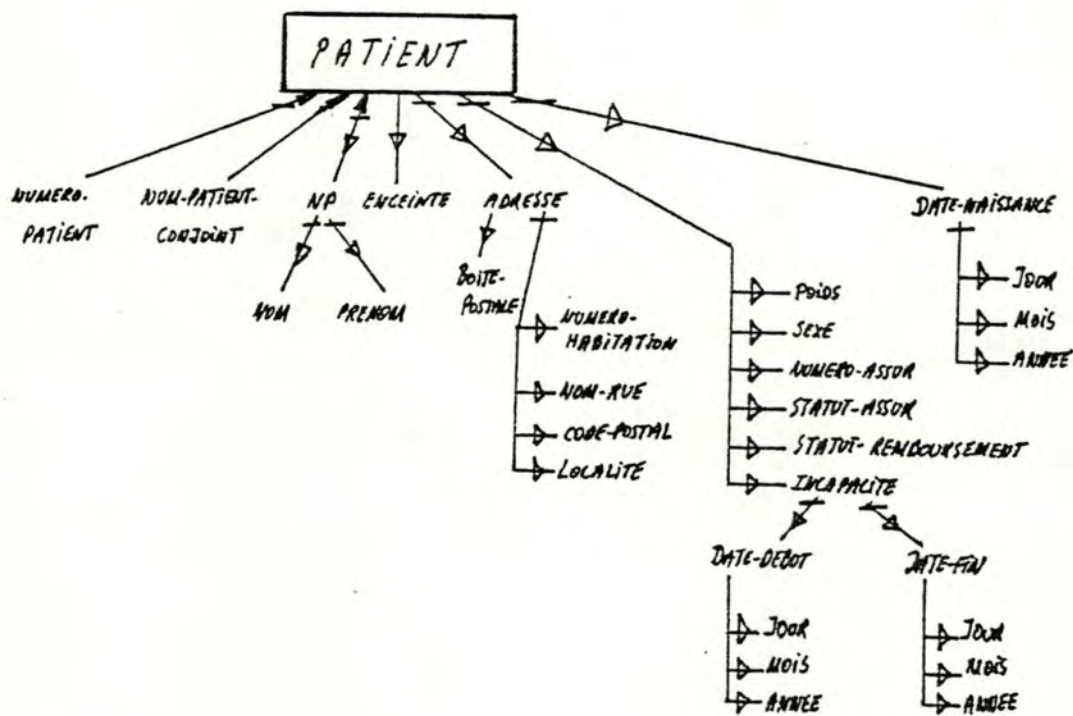 PATIENT
NUMERO-
PATIENT
NOM-PATIENT-
CONJOINT
NP
ENCEINTE
ADRESSE
DATE-NAISSANCE
NOM
PRENOM
BOITE-
POSTALE
NUMERO-
HABITATION
NOM-RUE
CODE-POSTAL
LOCALITE
POIDS
SEXE
NUMERO-ASSUR
STATUT-ASSUR
STATUT-REMBOURSEMENT
INCAPACITE
JOUR
MOIS
ANNEE
DATE-DEBUT
DATE-FIN
JOUR
MOIS
ANNEE
JOUR
MOIS
ANNEE